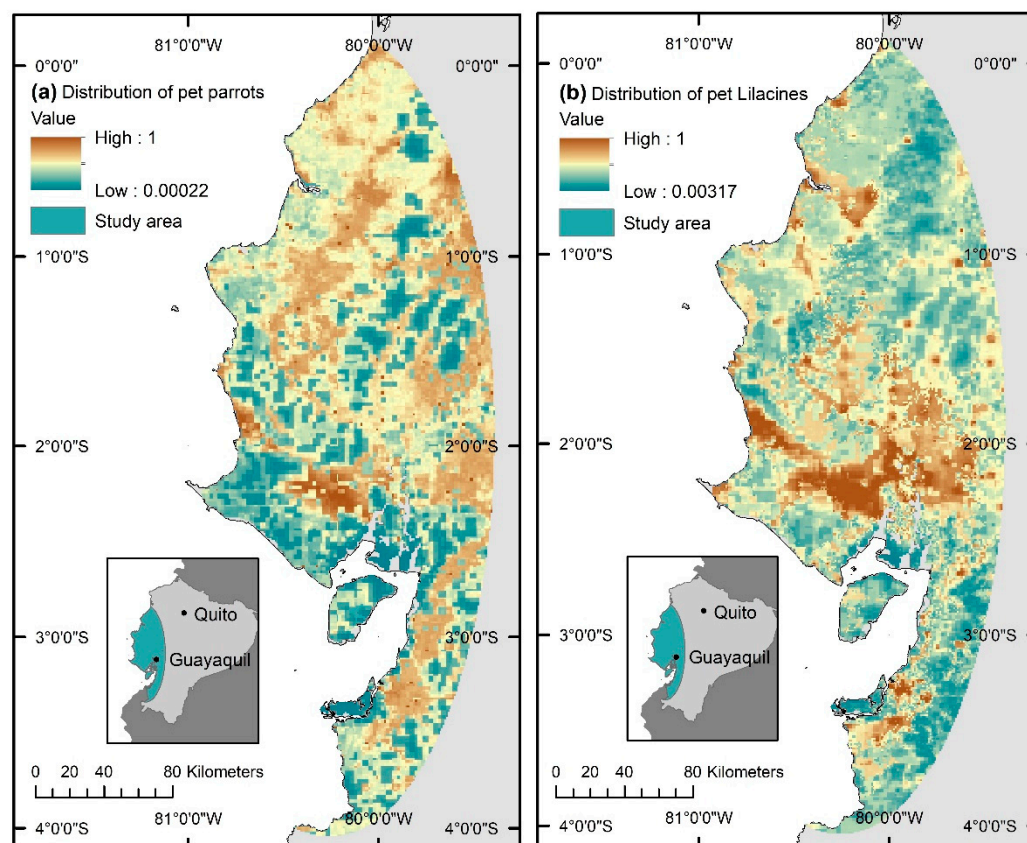 81°0'0"W
80°0'0"W
0°0'0"
0°0'0"
(a) Distribution of pet parrots
Value
High : 1
Low : 0.00022
Study area
1°0'0"S
1°0'0"S
2°0'0"S
2°0'0"S
3°0'0"S
3°0'0"S
Quito
Guayaquil
0 20 40 80 Kilometers
81°0'0"W
80°0'0"W
4°0'0"S
4°0'0"S
81°0'0"W
80°0'0"W
0°0'0"
0°0'0"
(b) Distribution of pet Lilacines
Value
High : 1
Low : 0.00317
Study area
1°0'0"S
1°0'0"S
2°0'0"S
2°0'0"S
3°0'0"S
3°0'0"S
Quito
Guayaquil
0 20 40 80 Kilometers
81°0'0"W
80°0'0"W
4°0'0"S
4°0'0"S